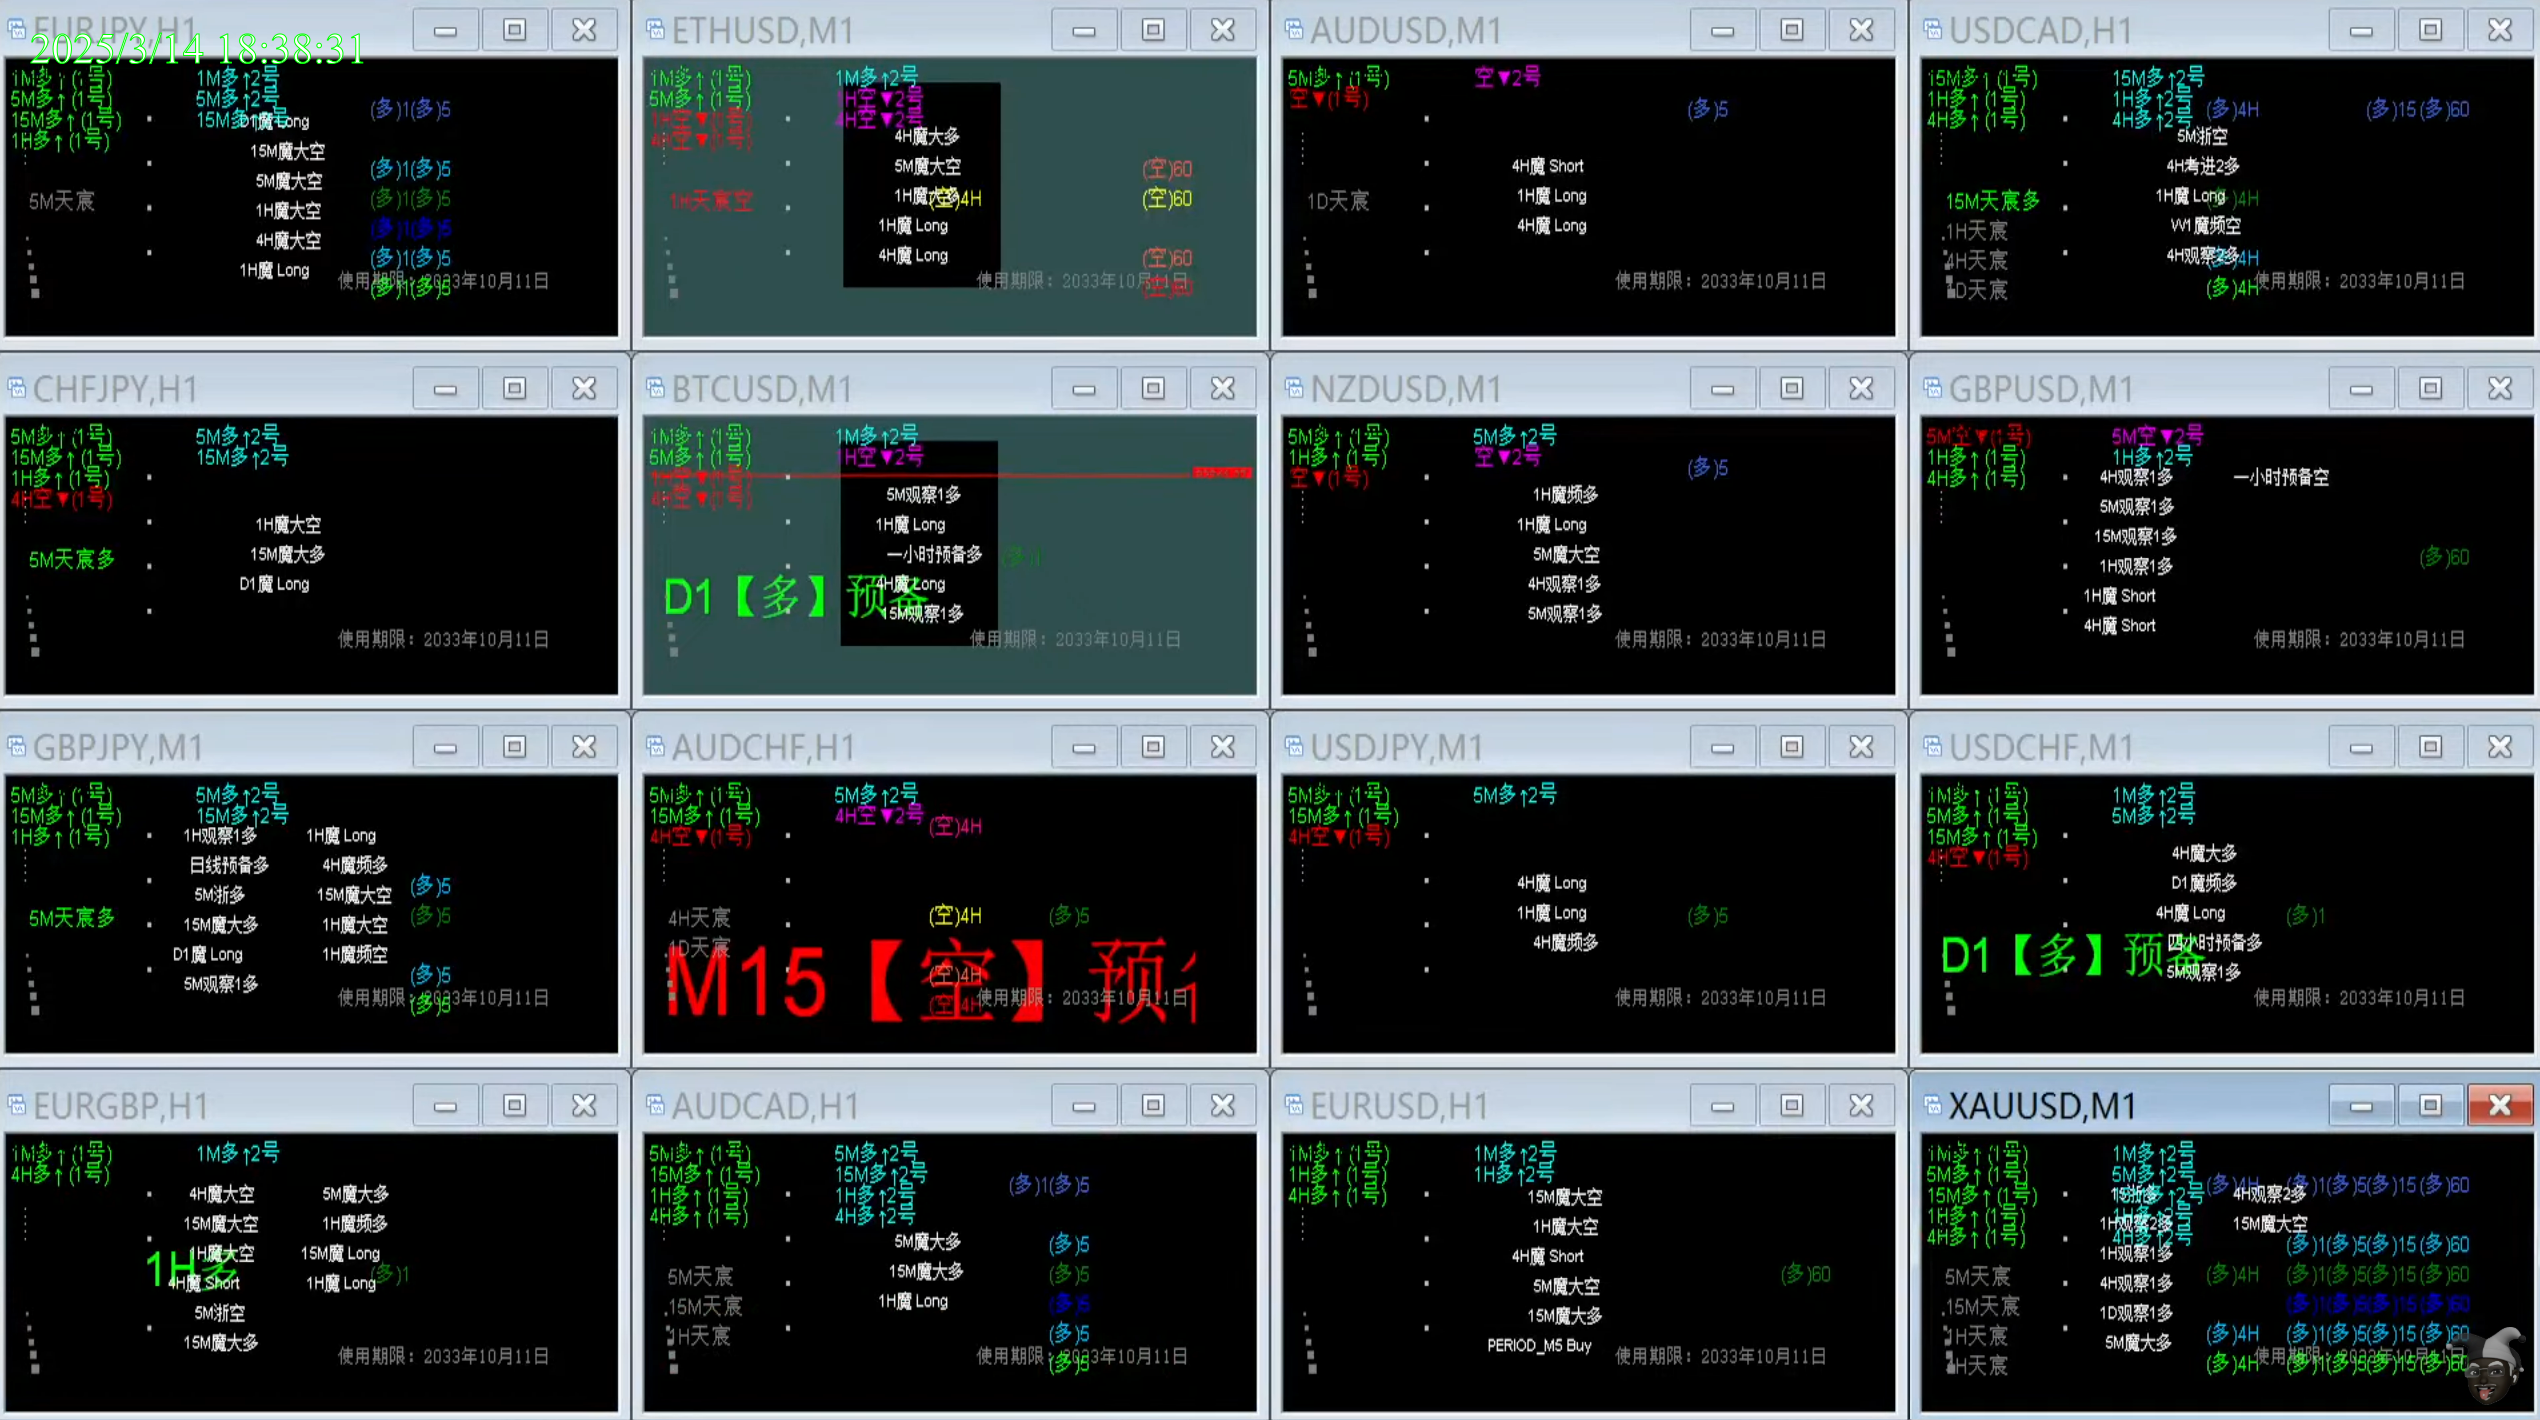 EURJPY,H1
2025/3/14 18:38:31
1M多↑(1号) 1M多↑2号
5M多↑(1号) 5M多↑2号 (多)1(多)5
15M多↑(1号) 15M多↑2号 D1魔 Long
1H多↑(1号)
15M魔大空
5M魔大空 (多)1(多)5
5M天宸 (多)1(多)5
1H魔大空
4H魔大空 (多)1(多)5
1H魔 Long (多)1(多)5
使用期限：2033年10月11日
(多)1(多)5
ETHUSD,M1
1M多↑(1号) 1M多↑2号
5M多↑(1号) 1H空▼2号
1H空▼(1号) 4H空▼2号
4H空▼(1号) 4H魔大多
5M魔大空 (空)60
1H天宸空 1H魔大多 (空)4H (空)60
1H魔 Long
4H魔 Long (空)60
使用期限：2033年10月11日
(空)60
AUDUSD,M1
5M多↑(1号) 空▼2号
空▼(1号) (多)5
4H魔 Short
1D天宸 1H魔 Long
4H魔 Long
使用期限：2033年10月11日
USDCAD,H1
15M多↑(1号) 15M多↑2号
1H多↑(1号) 1H多↑2号 (多)4H (多)15(多)60
4H多↑(1号) 4H多↑2号
5M浙空
4H考进2多
15M天宸多 1H魔 Long (多)4H
1H天宸 W1魔频空
4H天宸 4H观察2多 (多)4H
1D天宸 (多)4H
使用期限：2033年10月11日
CHFJPY,H1
5M多↑(1号) 5M多↑2号
15M多↑(1号) 15M多↑2号
1H多↑(1号)
4H空▼(1号)
1H魔大空
5M天宸多 15M魔大多
D1魔 Long
使用期限：2033年10月11日
BTCUSD,M1
1M多↑(1号) 1M多↑2号
5M多↑(1号) 1H空▼2号
1H空▼(1号)
4H空▼(1号) 5M观察1多
1H魔 Long
一小时预备多
4H魔 Long
D1【多】预备
15M观察1多
使用期限：2033年10月11日
NZDUSD,M1
5M多↑(1号) 5M多↑2号
1H多↑(1号) 空▼2号 (多)5
空▼(1号)
1H魔频多
1H魔 Long
5M魔大空
4H观察1多
5M观察1多
使用期限：2033年10月11日
GBPUSD,M1
5M空▼(1号) 5M空▼2号
1H多↑(1号) 1H多↑2号
4H多↑(1号) 4H观察1多 一小时预备空
5M观察1多
15M观察1多
1H观察1多 (多)60
1H魔 Short
4H魔 Short
使用期限：2033年10月11日
GBPJPY,M1
5M多↑(1号) 5M多↑2号
15M多↑(1号) 15M多↑2号
1H多↑(1号) 1H观察1多 1H魔 Long
日线预备多 4H魔频多
5M浙多 15M魔大空 (多)5
5M天宸多 15M魔大多 1H魔大空 (多)5
D1魔 Long 1H魔频空
5M观察1多 (多)5
使用期限：2033年10月11日
(多)5
AUDCHF,H1
5M多↑(1号) 5M多↑2号
15M多↑(1号) 4H空▼2号 (空)4H
4H空▼(1号)
4H天宸 (空)4H (多)5
1D天宸
M15【空】预
(空)4H
(空)4H
使用期限：2033年10月11日
USDJPY,M1
5M多↑(1号) 5M多↑2号
15M多↑(1号)
4H空▼(1号)
4H魔 Long
1H魔 Long (多)5
4H魔频多
使用期限：2033年10月11日
USDCHF,M1
1M多↑(1号) 1M多↑2号
5M多↑(1号) 5M多↑2号
15M多↑(1号)
4H空▼(1号) 4H魔大多
D1魔频多
4H魔 Long (多)1
四小时预备多
D1【多】预备
5M观察1多
使用期限：2033年10月11日
EURGBP,H1
1M多↑(1号) 1M多↑2号
4H多↑(1号)
4H魔大空 5M魔大多
15M魔大空 1H魔频多
1H魔大空 15M魔 Long
1H多 (多)1
4H魔 Short 1H魔 Long
5M浙空
15M魔大多
使用期限：2033年10月11日
AUDCAD,H1
5M多↑(1号) 5M多↑2号
15M多↑(1号) 15M多↑2号 (多)1(多)5
1H多↑(1号) 1H多↑2号
4H多↑(1号) 4H多↑2号
5M魔大多 (多)5
5M天宸 15M魔大多 (多)5
15M天宸 1H魔 Long (多)5
1H天宸 (多)5
使用期限：2033年10月11日
(多)5
EURUSD,H1
1M多↑(1号) 1M多↑2号
1H多↑(1号) 1H多↑2号
4H多↑(1号) 15M魔大空
1H魔大空
4H魔 Short (多)60
5M魔大空
15M魔大多
PERIOD_M5 Buy
使用期限：2033年10月11日
XAUUSD,M1
1M多↑(1号) 1M多↑2号
5M多↑(1号) 5M多↑2号 (多)4H (多)1(多)5(多)15(多)60
15M多↑(1号) 4H观察2多
1H多↑(1号) 1H观察2多 15M魔大空
4H多↑(1号) 4H多↑2号 (多)1(多)5(多)15(多)60
1H观察1多
5M天宸 4H观察1多 (多)4H (多)1(多)5(多)15(多)60
15M天宸 1D观察1多 (多)15(多)60
1H天宸 5M魔大多 (多)4H (多)1(多)5(多)15(多)60
4H天宸 (多)4H (多)1(多)5(多)15(多)60